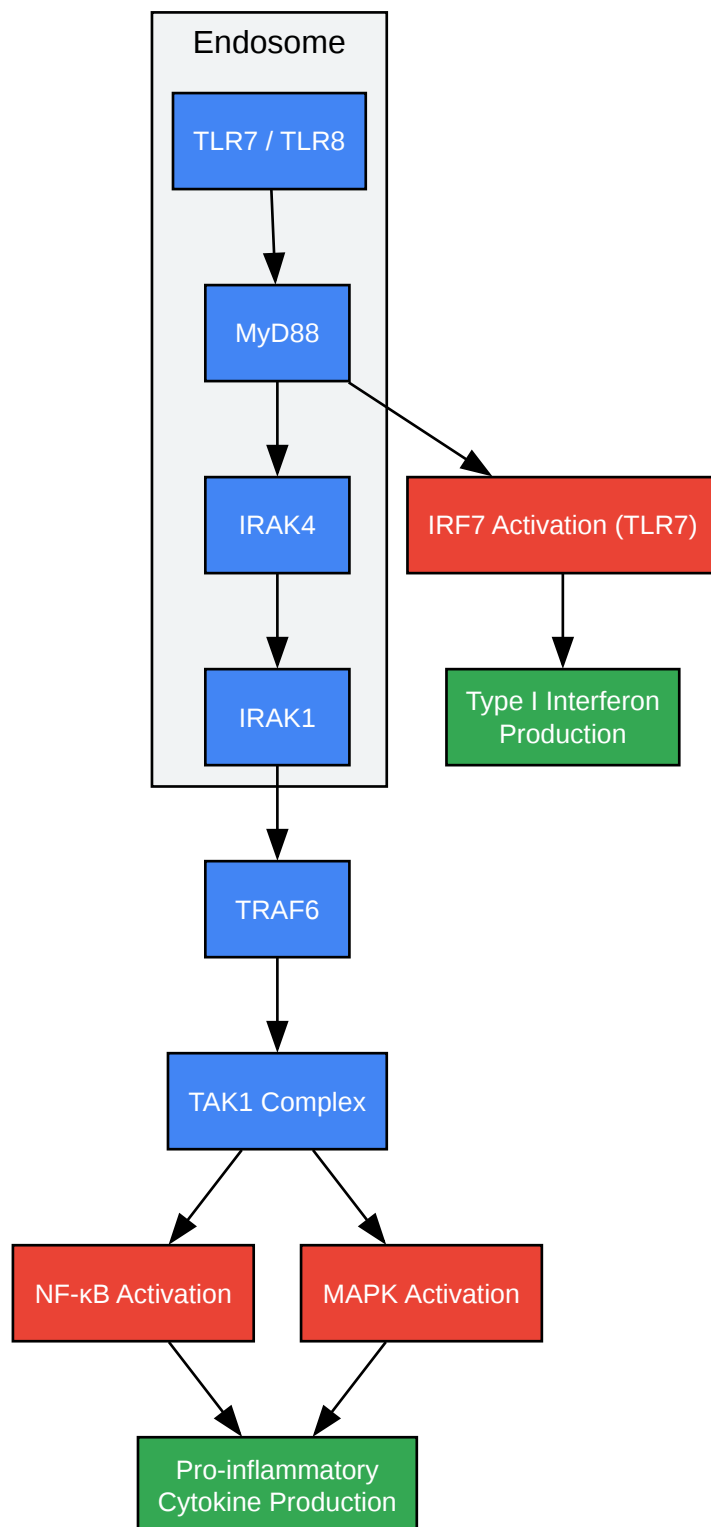 Endosome
TLR7 / TLR8
MyD88
IRAK4
IRF7 Activation (TLR7)
IRAK1
Type I Interferon
Production
TRAF6
TAK1 Complex
NF-κB Activation
MAPK Activation
Pro-inflammatory
Cytokine Production